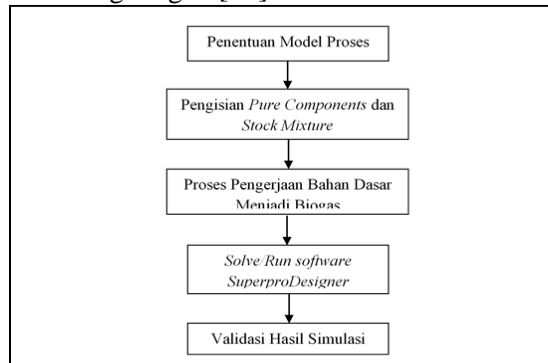 Penentuan Model Proses
Pengisian Pure Components dan
Stock Mixture
Proses Pengerjaan Bahan Dasar
Menjadi Biogas
Solve/Run software
SuperproDesigner
Validasi Hasil Simulasi